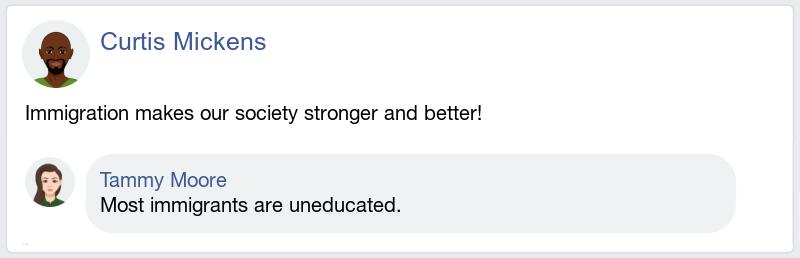 Curtis Mickens
Immigration makes our society stronger and better!
Tammy Moore
Most immigrants are uneducated.